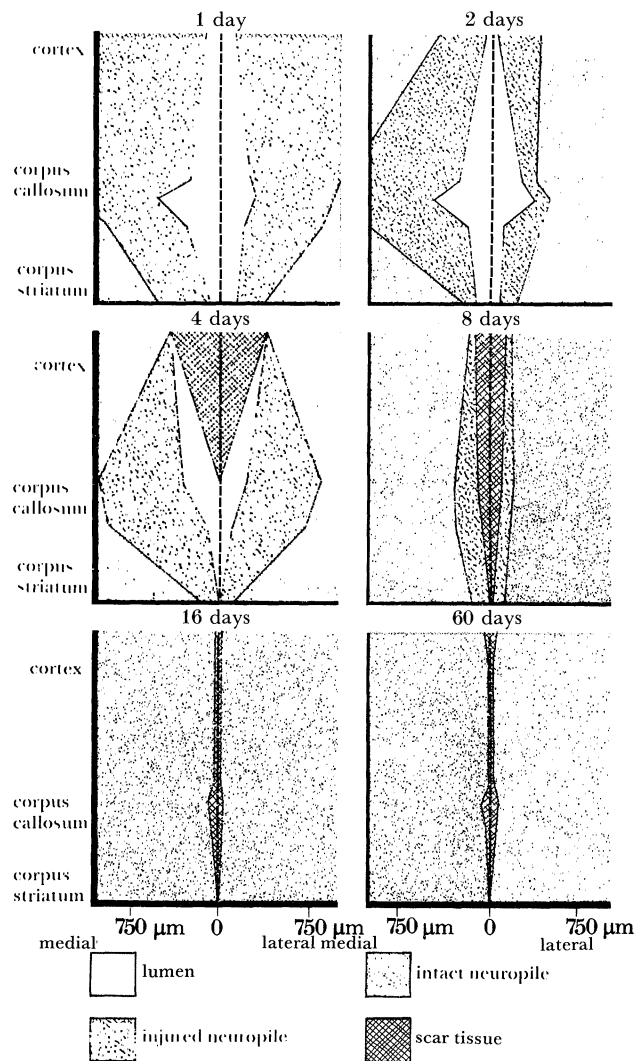 1 day
2 days
cortex
corpus
callosum
corpus
striatum
4 days
8 days
cortex
corpus
callosum
corpus
striatum
16 days
60 days
cortex
corpus
callosum
corpus
striatum
750 μm 0 750 μm 750 0 750
medial lateral medial lateral
lumen
intact neuropile
injured neuropile
scar tissue